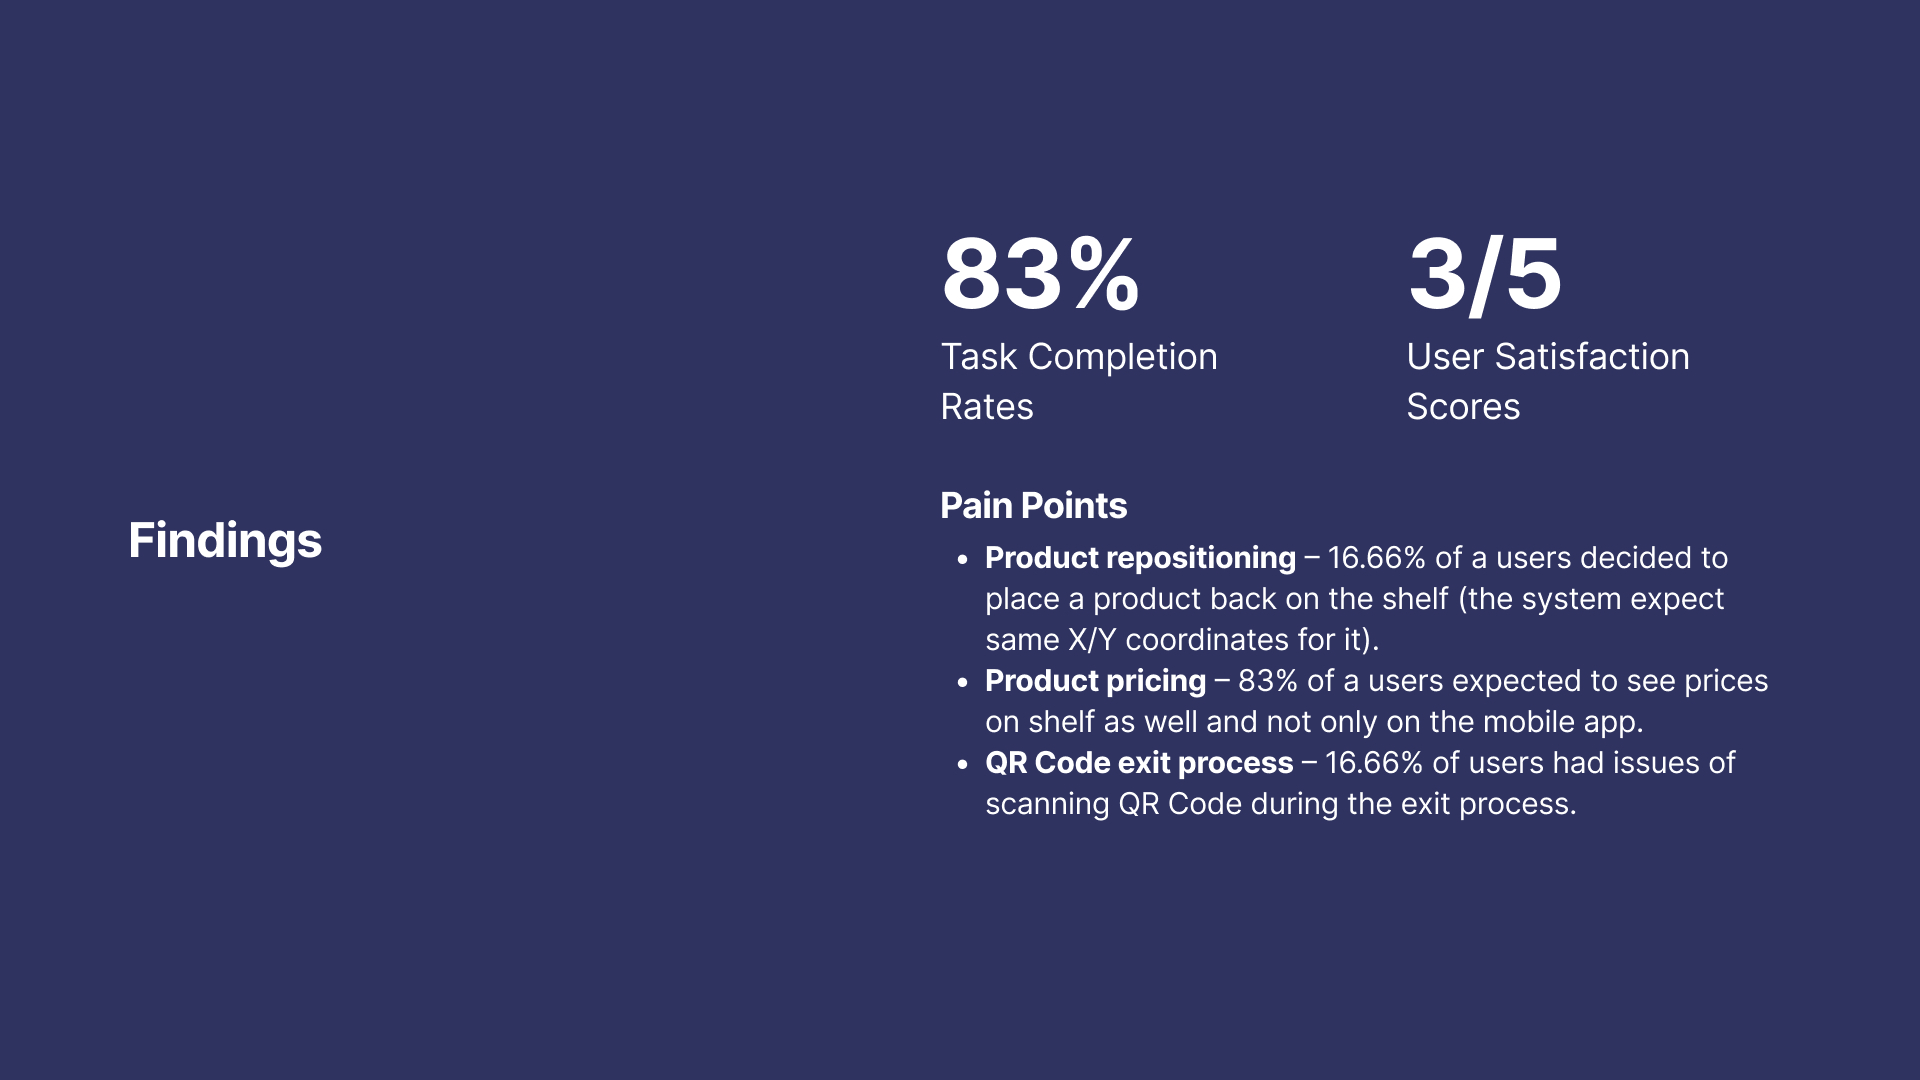 Findings
83%
Task Completion
Rates
3/5
User Satisfaction
Scores
Pain Points
• Product repositioning – 16.66% of a users decided to
place a product back on the shelf (the system expect
same X/Y coordinates for it).
• Product pricing – 83% of a users expected to see prices
on shelf as well and not only on the mobile app.
• QR Code exit process – 16.66% of users had issues of
scanning QR Code during the exit process.